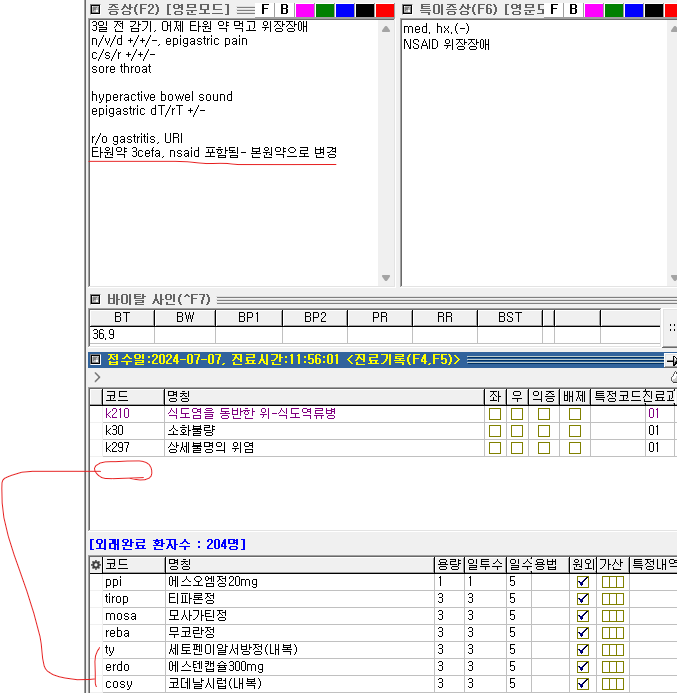 증상(F2) [영문모드] F B
3일 전 감기, 어제 타원 약 먹고 위장장애
n/v/d +/+/-, epigastric pain
c/s/r +/+/-
sore throat
hyperactive bowel sound
epigastric dT/rT +/-
r/o gastritis, URI
타원약 3cefa, nsaid 포함됨- 본원약으로 변경
특이증상(F6) [영문모 F B
med. hx.(-)
NSAID 위장장애
바이탈 사인(^F7)
BT BW BP1 BP2 PR RR BST
36.9
접수일:2024-07-07, 진료시간:11:56:01 <진료기록(F4,F5)>
코드 명칭 좌 우 의증 배제 특정코드 진료과
k210 식도염을 동반한 위-식도역류병 01
k30 소화불량 01
k297 상세불명의 위염 01
[외래완료 환자수 : 204명]
코드 명칭 용량 일투수 일수 용법 원외 가산 특정내역
ppi 에스오엠정20mg 1 1 5
tirop 티파론정 3 3 5
mosa 모사가틴정 3 3 5
reba 무코란정 3 3 5
ty 세토펜이알서방정(내복) 3 3 5
erdo 에스텐캡슐300mg 3 3 5
cosy 코데날시럽(내복) 3 3 5